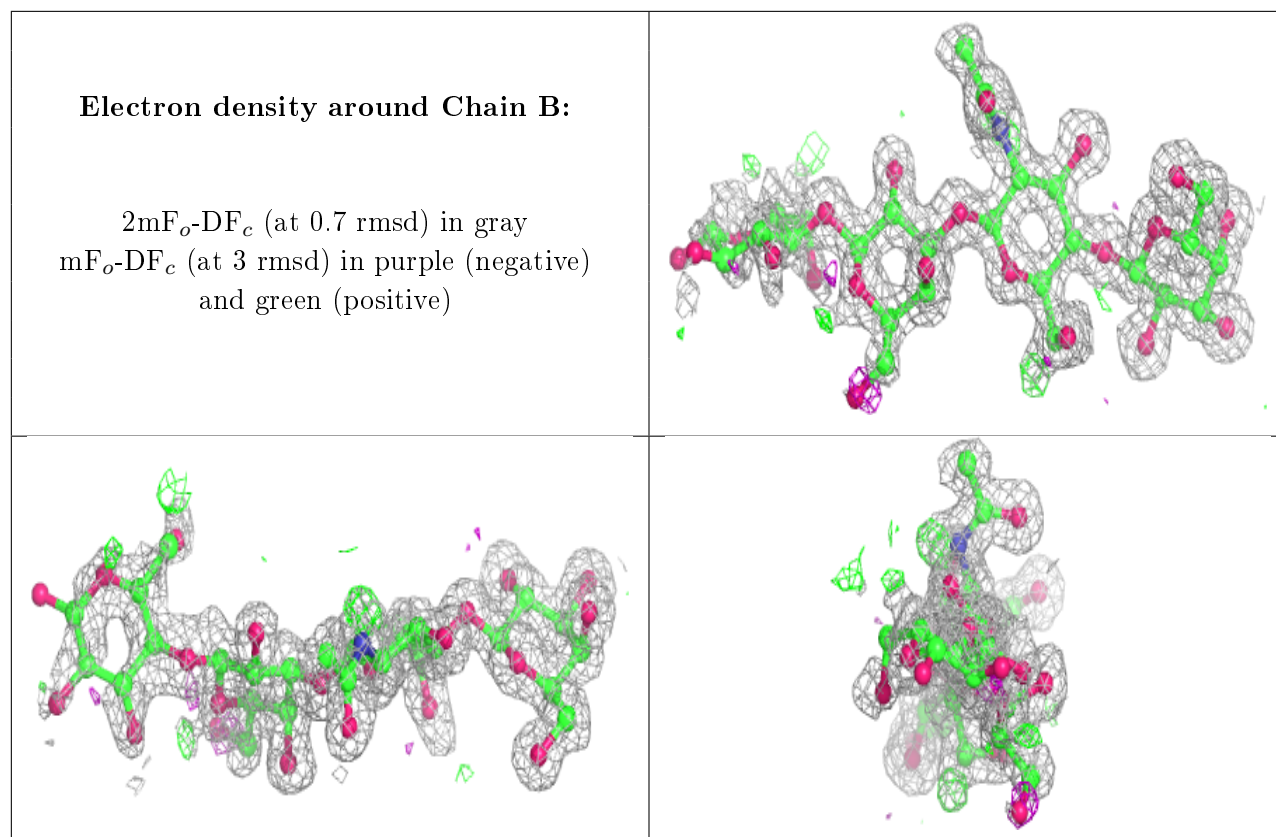 Electron density around Chain B:
2mFₒ-DF𝒸 (at 0.7 rmsd) in gray
mFₒ-DF𝒸 (at 3 rmsd) in purple (negative)
and green (positive)